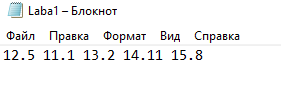 Laba1 – Блокнот
Файл Правка Формат Вид Справка
12.5 11.1 13.2 14.11 15.8